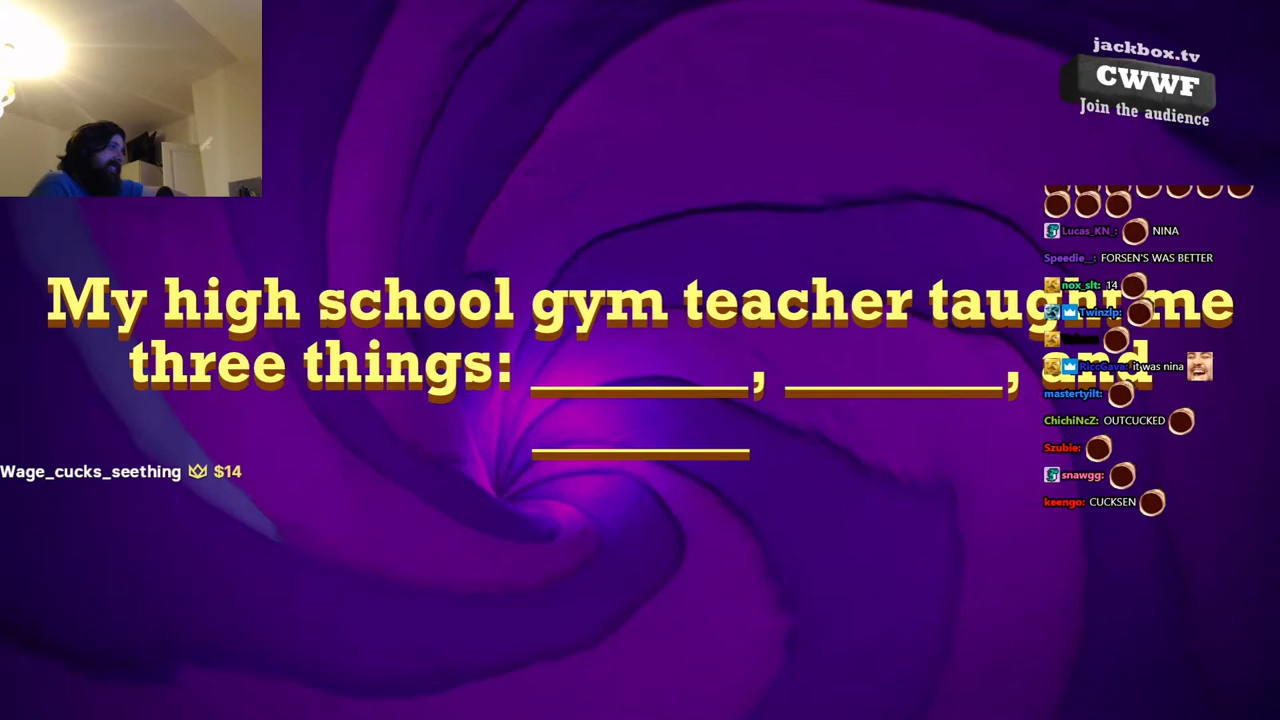 jackbox.tv
CWWF
Join the audience
Lucas_KN_: NINA
Speedie_: FORSEN'S WAS BETTER
My high school gym teacher taught me
three things: ________, ________, and
________
nox_slt: 14
Twinzlp:
RiccGava: it was nina
mastertyllt:
ChichiNcZ: OUTCUCKED
Szubie:
snawgg:
keengo: CUCKSEN
Wage_cucks_seething $14